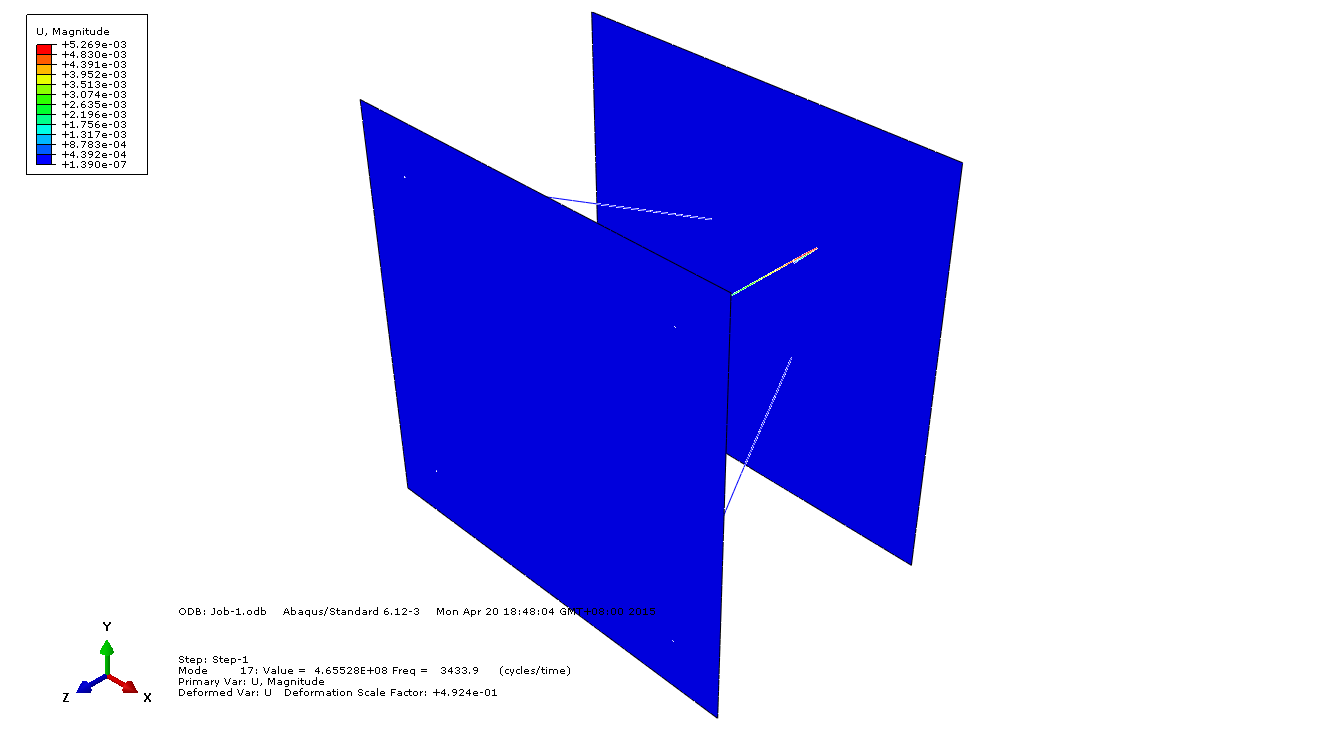 U, Magnitude
+5.269e-03
+4.830e-03
+4.391e-03
+3.952e-03
+3.513e-03
+3.074e-03
+2.635e-03
+2.196e-03
+1.756e-03
+1.317e-03
+8.783e-04
+4.392e-04
+1.390e-07
ODB: Job-1.odb Abaqus/Standard 6.12-3 Mon Apr 20 18:48:04 2015
Y
Z
X
Step: Step-1
Mode 17: Value = 4.65528E+08 Freq = 3433.9 (cycles/time)
Primary Var: U, Magnitude
Deformed Var: U Deformation Scale Factor: +4.924e-01